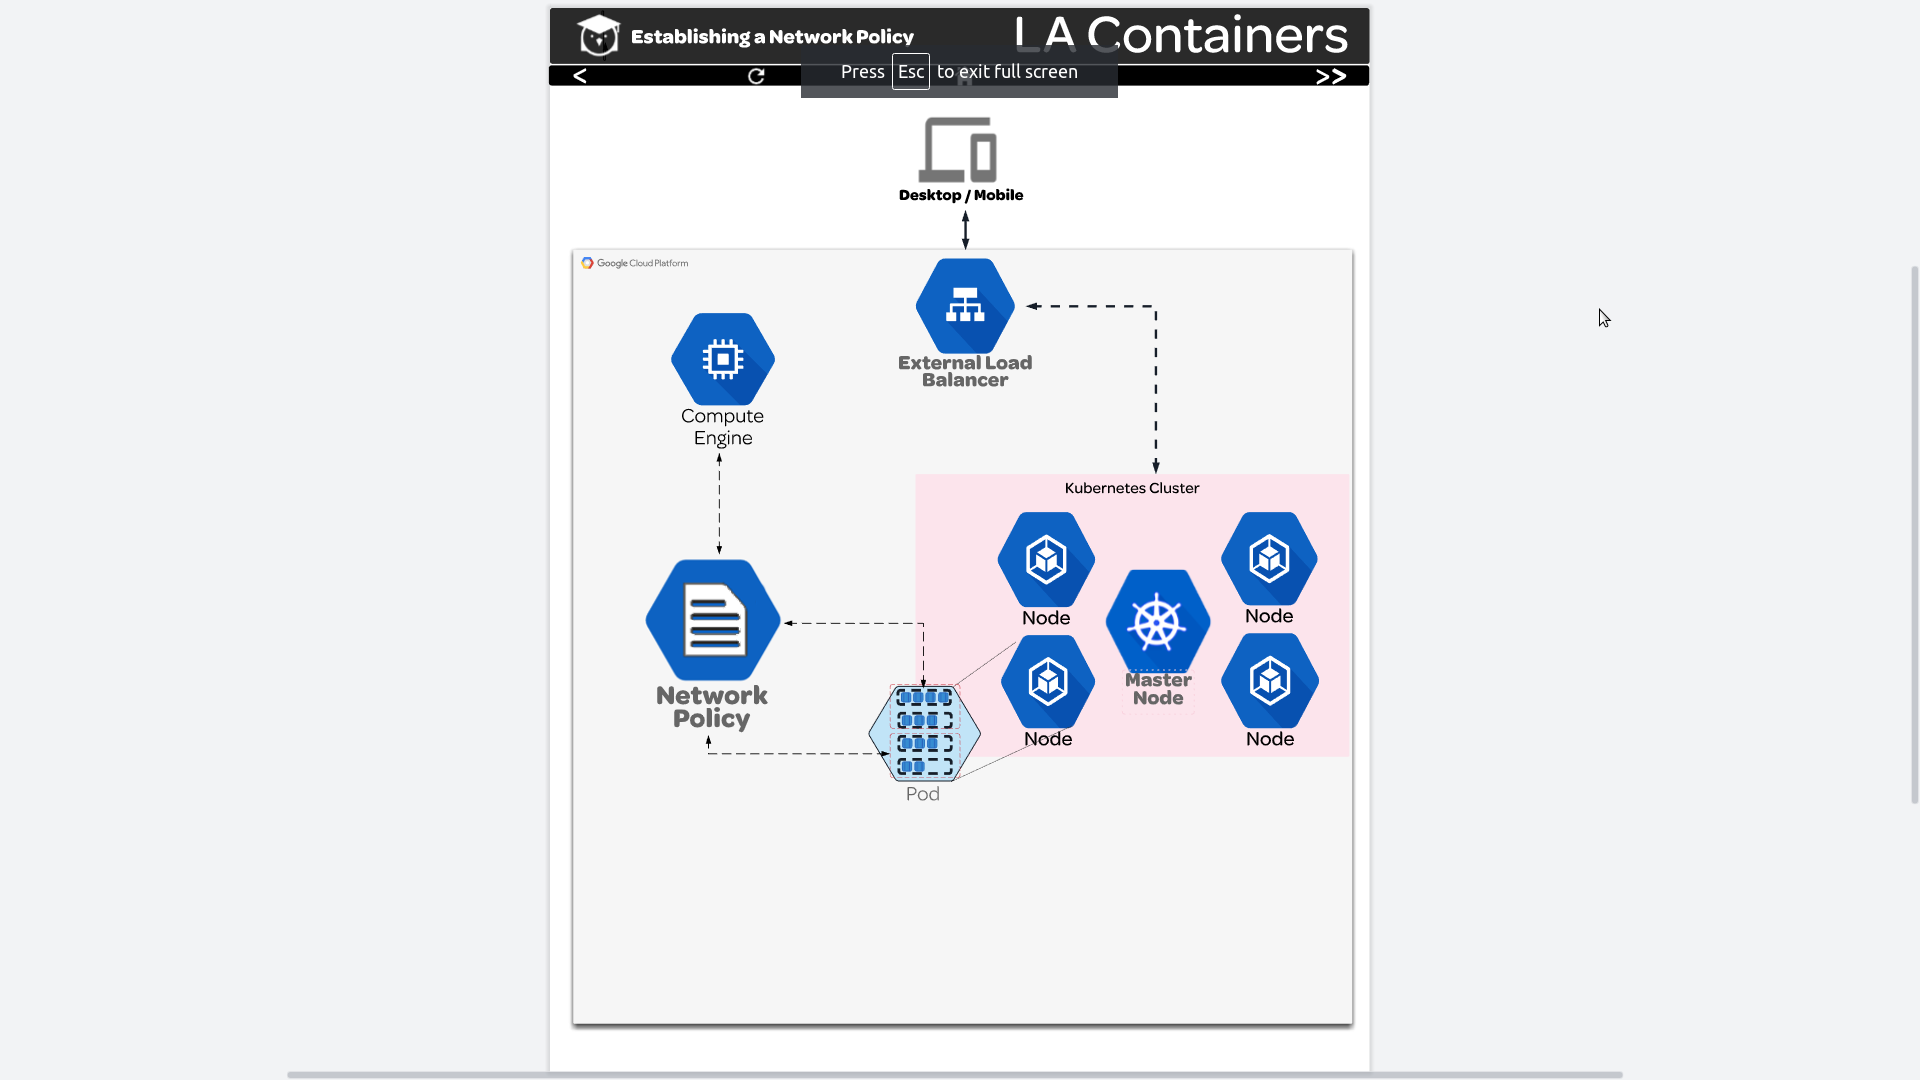 Establishing a Network Policy
LA Containers
<
>>
Press Esc to exit full screen
Desktop / Mobile
Google Cloud Platform
External Load
Balancer
Compute
Engine
Kubernetes Cluster
Node
Node
Master
Node
Node
Node
Network
Policy
Pod